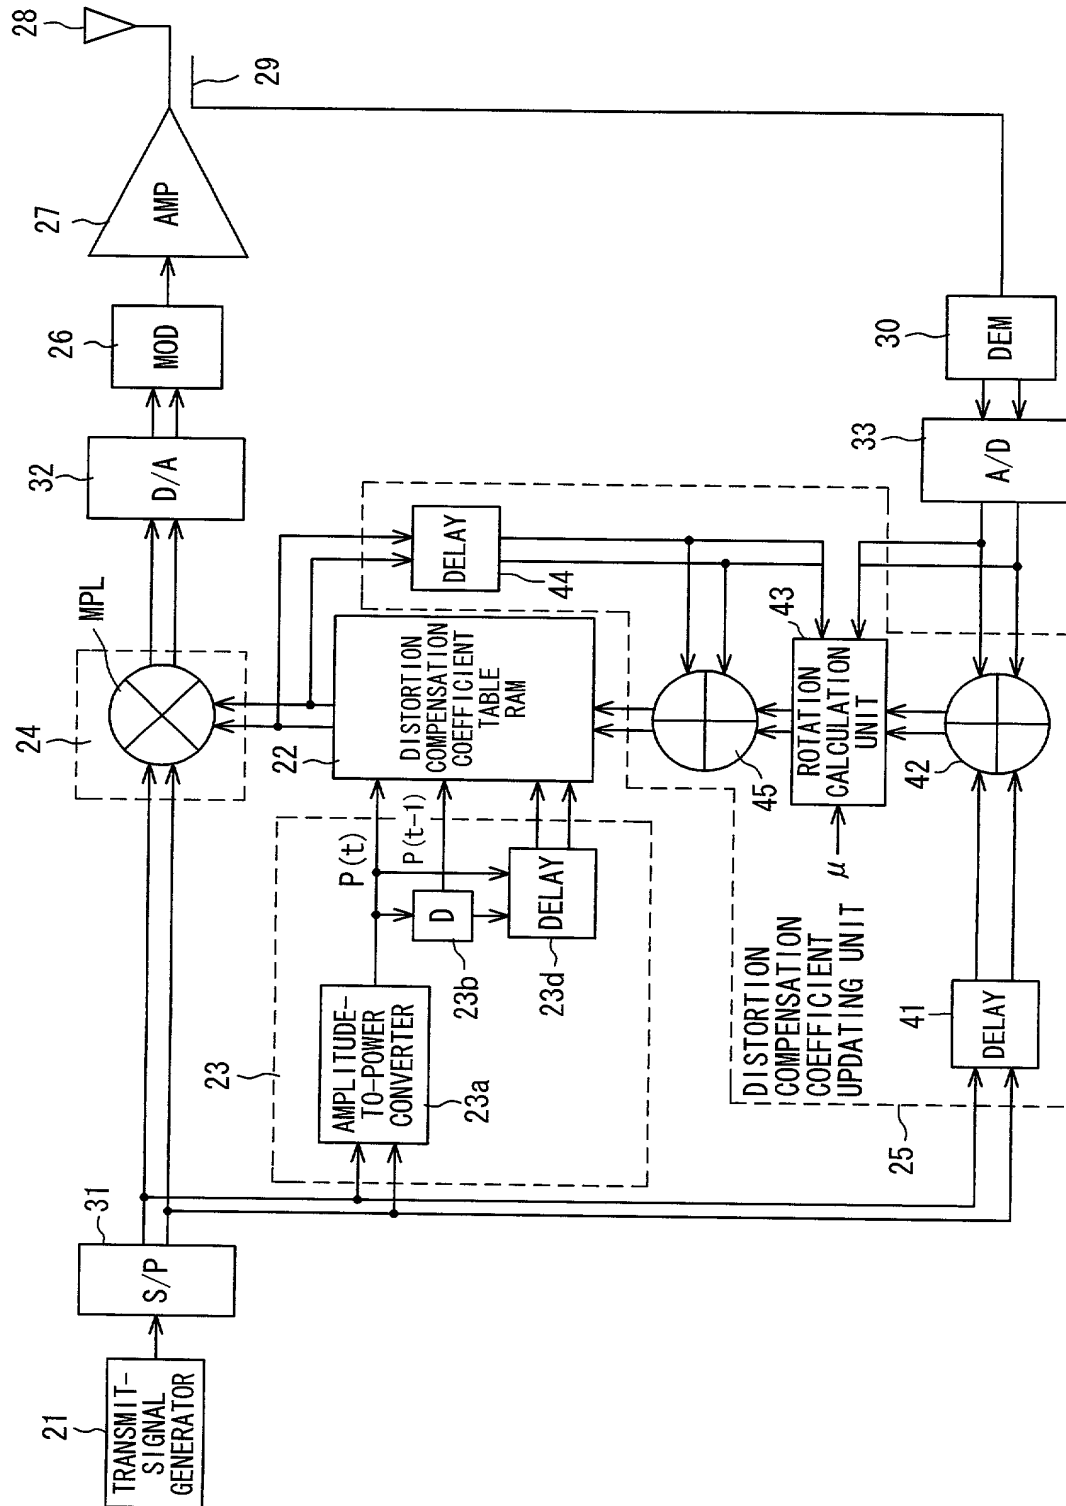 21
TRANSMIT-
SIGNAL
GENERATOR
31
S/P
24
MPL
32
D/A
26
MOD
27
AMP
28
29
23
AMPLITUDE-
TO-POWER
CONVERTER
23a
P(t)
P(t-1)
D
23b
DELAY
23d
22
DISTORTION
COMPENSATION
COEFFICIENT
TABLE
RAM
DELAY
44
45
43
ROTATION
CALCULATION
UNIT
μ
42
DISTORTION
COMPENSATION
COEFFICIENT
UPDATING UNIT
25
41
DELAY
33
A/D
30
DEM